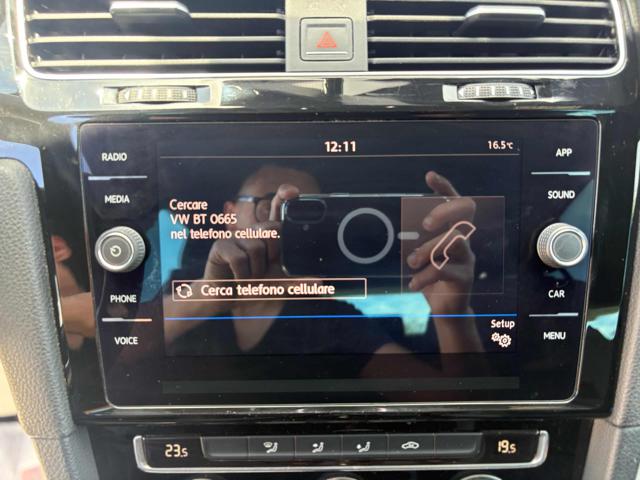 RADIO
MEDIA
PHONE
VOICE
12:11
16.5°C
Cercare
VW BT 0665
nel telefono cellulare.
Cerca telefono cellulare
Setup
APP
SOUND
CAR
MENU
23.5
19.5